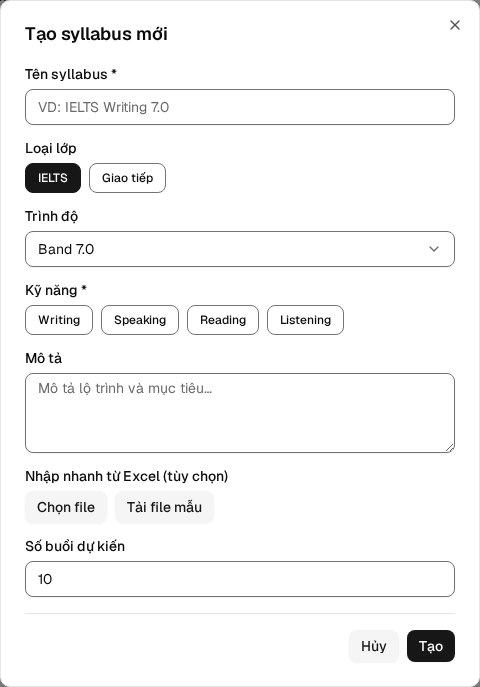 Tạo syllabus mới
Tên syllabus *
VD: IELTS Writing 7.0
Loại lớp
IELTS
Giao tiếp
Trình độ
Band 7.0
Kỹ năng *
Writing
Speaking
Reading
Listening
Mô tả
Mô tả lộ trình và mục tiêu...
Nhập nhanh từ Excel (tùy chọn)
Chọn file
Tải file mẫu
Số buổi dự kiến
10
Hủy
Tạo